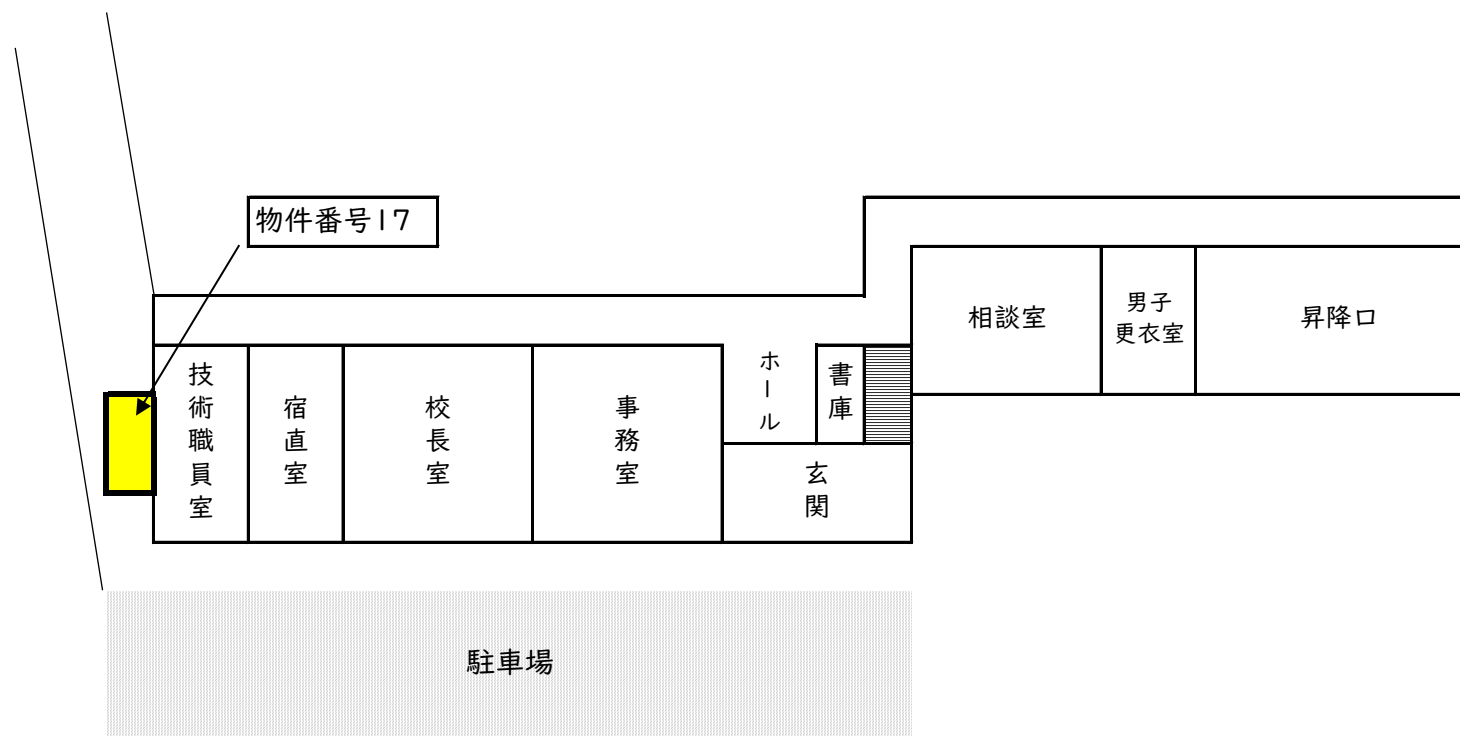 物件番号17
相談室
男子
更衣室
昇降口
技術職員室
宿直室
校長室
事務室
ホール
書庫
玄関
駐車場